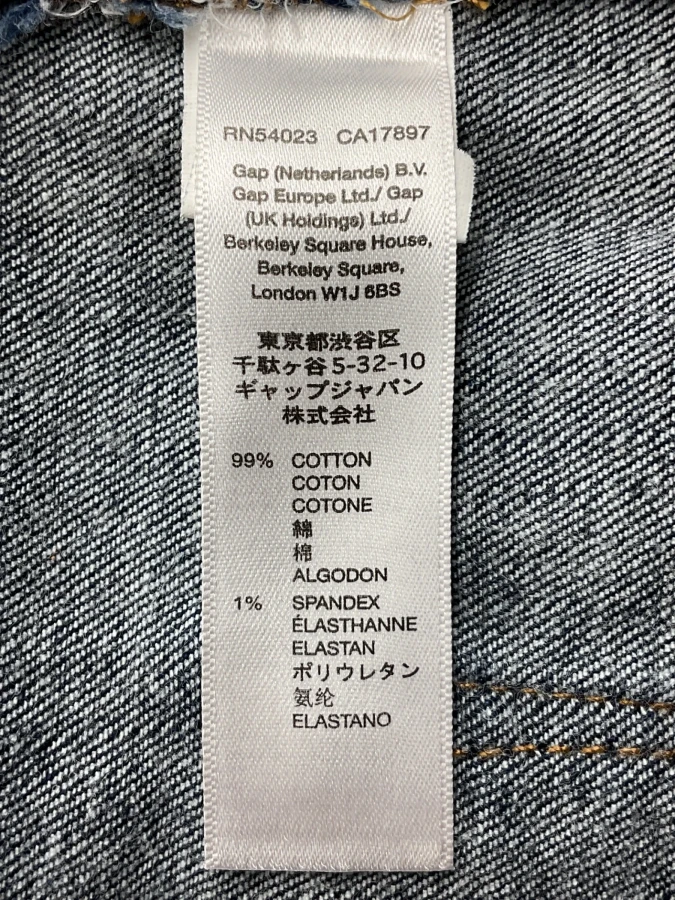 RN54023 CA17897
Gap (Netherlands) B.V.
Gap Europe Ltd./ Gap
(UK Holdings) Ltd./
Berkeley Square House,
Berkeley Square,
London W1J 6BS
東京都渋谷区
千駄ヶ谷5-32-10
ギャップジャパン
株式会社
99% COTTON
COTON
COTONE
綿
棉
ALGODON
1% SPANDEX
ÉLASTHANNE
ELASTAN
ポリウレタン
氨纶
ELASTANO